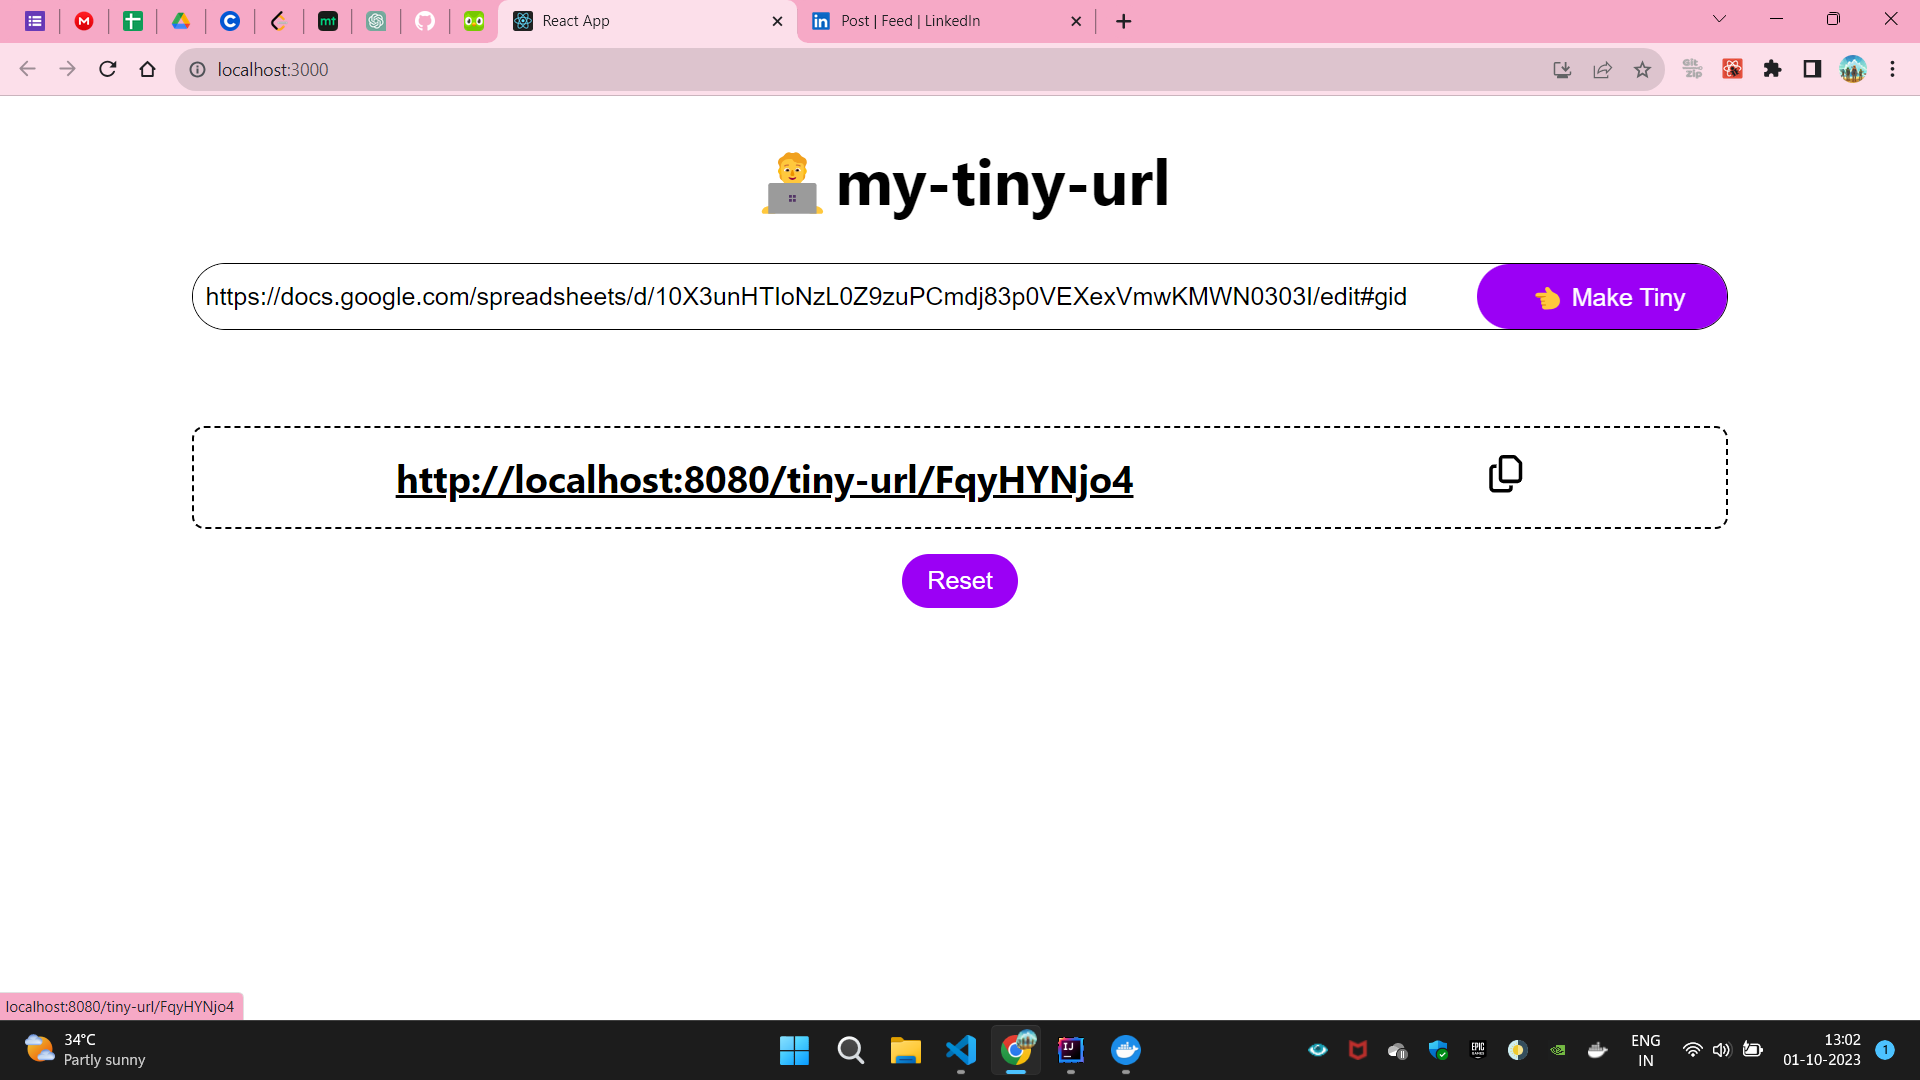 React App
Post | Feed | LinkedIn
localhost:3000
my-tiny-url
https://docs.google.com/spreadsheets/d/10X3unHTIoNzL0Z9zuPCmdj83p0VEXexVmwKMWN0303I/edit#gid
Make Tiny
http://localhost:8080/tiny-url/FqyHYNjo4
Reset
localhost:8080/tiny-url/FqyHYNjo4
34°C
Partly sunny
ENG
IN
13:02
01-10-2023
1